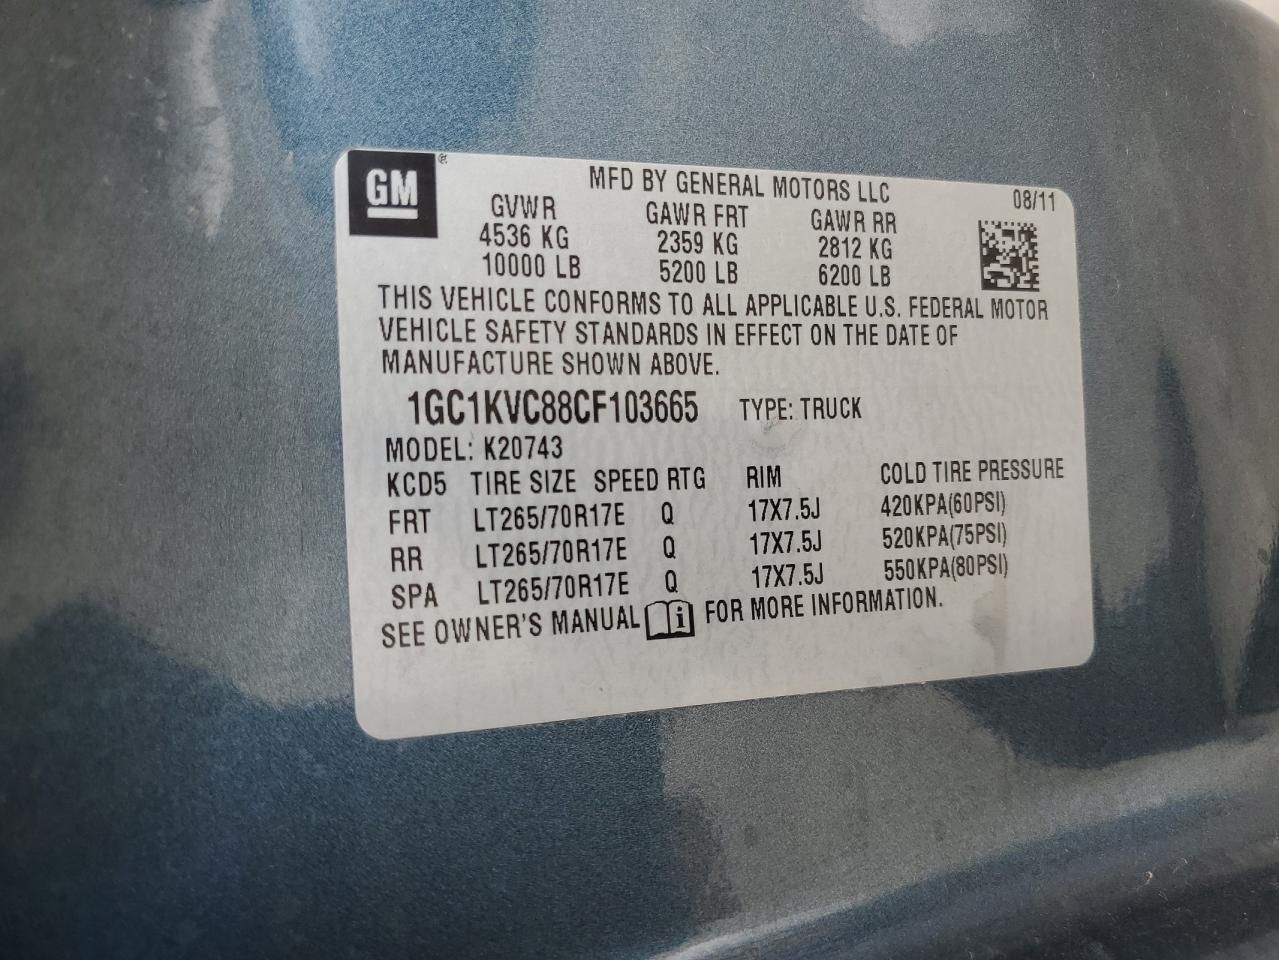 GM®
MFD BY GENERAL MOTORS LLC 08/11
GVWR GAWR FRT GAWR RR
4536 KG 2359 KG 2812 KG
10000 LB 5200 LB 6200 LB
THIS VEHICLE CONFORMS TO ALL APPLICABLE U.S. FEDERAL MOTOR
VEHICLE SAFETY STANDARDS IN EFFECT ON THE DATE OF
MANUFACTURE SHOWN ABOVE.
1GC1KVC88CF103665 TYPE: TRUCK
MODEL: K20743
KCD5 TIRE SIZE SPEED RTG RIM COLD TIRE PRESSURE
FRT LT265/70R17E Q 17X7.5J 420KPA(60PSI)
RR LT265/70R17E Q 17X7.5J 520KPA(75PSI)
SPA LT265/70R17E Q 17X7.5J 550KPA(80PSI)
SEE OWNER'S MANUAL i FOR MORE INFORMATION.